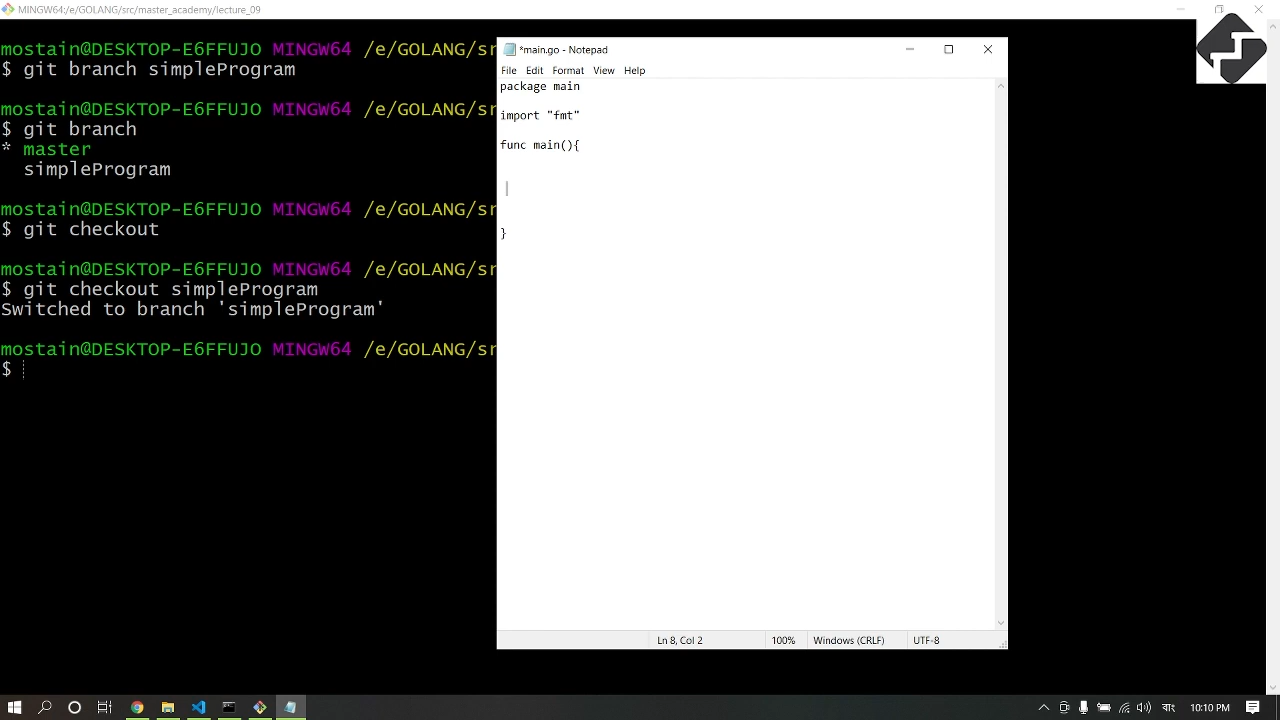 MINGW64:/e/GOLANG/src/master_academy/lecture_09
mostain@DESKTOP-E6FFUJO MINGW64 /e/GOLANG/sr
$ git branch simpleProgram
mostain@DESKTOP-E6FFUJO MINGW64 /e/GOLANG/sr
$ git branch
* master
simpleProgram
mostain@DESKTOP-E6FFUJO MINGW64 /e/GOLANG/sr
$ git checkout
mostain@DESKTOP-E6FFUJO MINGW64 /e/GOLANG/sr
$ git checkout simpleProgram
Switched to branch 'simpleProgram'
mostain@DESKTOP-E6FFUJO MINGW64 /e/GOLANG/sr
$
*main.go - Notepad
File Edit Format View Help
package main
import "fmt"
func main(){
}
Ln 8, Col 2 100% Windows (CRLF) UTF-8
10:10 PM